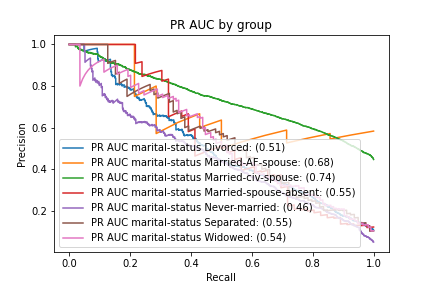 PR AUC by group
Precision
1.0
0.8
0.6
0.4
0.2
PR AUC marital-status Divorced: (0.51)
PR AUC marital-status Married-AF-spouse: (0.68)
PR AUC marital-status Married-civ-spouse: (0.74)
PR AUC marital-status Married-spouse-absent: (0.55)
PR AUC marital-status Never-married: (0.46)
PR AUC marital-status Separated: (0.55)
PR AUC marital-status Widowed: (0.54)
0.0 0.2 0.4 0.6 0.8 1.0
Recall